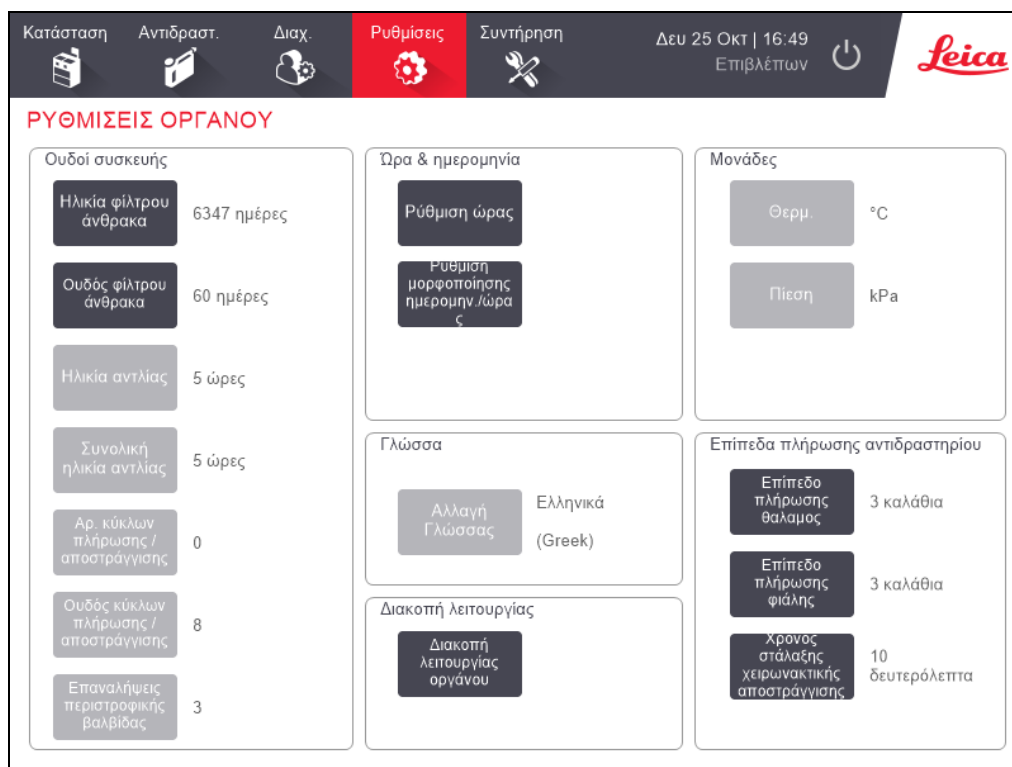 Κατάσταση Αντιδραστ. Διαχ. Ρυθμίσεις Συντήρηση
Δευ 25 Οκτ | 16:49
Επιβλέπων
Leica
ΡΥΘΜΙΣΕΙΣ ΟΡΓΑΝΟΥ
Ουδοί συσκευής
Ηλικία φίλτρου
άνθρακα
6347 ημέρες
Ουδός φίλτρου
άνθρακα
60 ημέρες
Ηλικία αντλίας
5 ώρες
Συνολική
ηλικία αντλίας
5 ώρες
Αρ. κύκλων
πλήρωσης /
αποστράγγισης
0
Ουδός κύκλων
πλήρωσης /
αποστράγγισης
8
Επαναλήψεις
περιστροφικής
βαλβίδας
3
Ώρα & ημερομηνία
Ρύθμιση ώρας
Ρύθμιση
μορφοποίησης
ημερομην./ώρα
ς
Γλώσσα
Αλλαγή
Γλώσσας
Ελληνικά
(Greek)
Διακοπή λειτουργίας
Διακοπή
λειτουργίας
οργάνου
Μονάδες
Θερμ.
°C
Πίεση
kPa
Επίπεδα πλήρωσης αντιδραστηρίου
Επίπεδο
πλήρωσης
θαλαμος
3 καλάθια
Επίπεδο
πλήρωσης
φιάλης
3 καλάθια
Χρόνος
στάλαξης
χειρωνακτικής
αποστράγγισης
10
δευτερόλεπτα